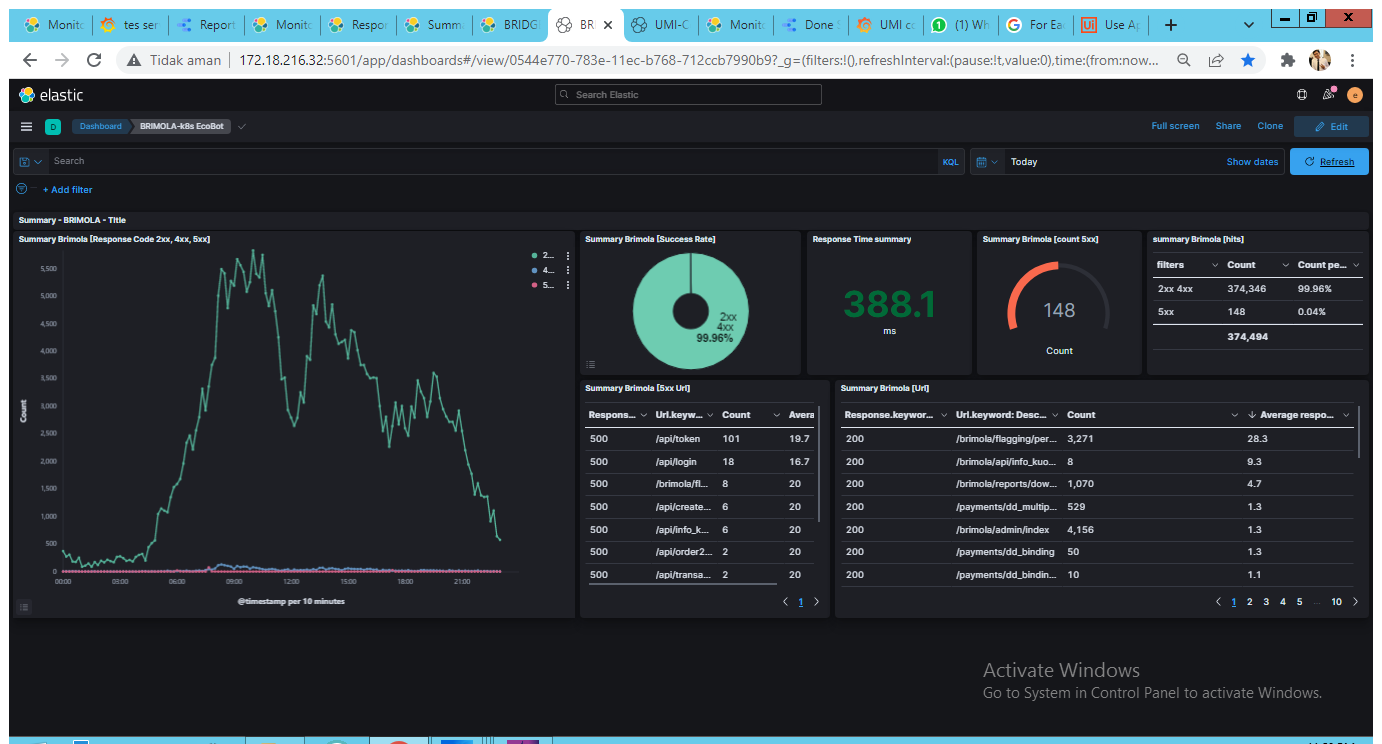 Monito
tes ser
Report
Monito
Respon
Summa
BRIDG
BR
UMI-C
Monito
Done S
UMI co
(1) Wh
For Eac
Use Ap
Tidak aman
172.18.216.32:5601/app/dashboards#/view/0544e770-783e-11ec-b768-712ccb7990b9?_g=(filters:!(),refreshInterval:(pause:!t,value:0),time:(from:now...
elastic
Search Elastic
e
D
Dashboard
BRIMOLA-k8s EcoBot
Full screen
Share
Clone
Edit
Search
KQL
Today
Show dates
Refresh
+ Add filter
Summary - BRIMOLA - Title
Summary Brimola [Response Code 2xx, 4xx, 5xx]
2...
4...
5...
5,500
5,000
4,500
4,000
3,500
3,000
2,500
2,000
1,500
1,000
500
0
Count
00:00 03:00 06:00 09:00 12:00 15:00 18:00 21:00
@timestamp per 10 minutes
Summary Brimola [Success Rate]
2xx
4xx
99.96%
Response Time summary
388.1
ms
Summary Brimola [count 5xx]
148
Count
summary Brimola [hits]
filters Count Count pe...
2xx 4xx 374,346 99.96%
5xx 148 0.04%
374,494
Summary Brimola [5xx Url]
Respons... Url.keyw... Count Avera
500 /api/token 101 19.7
500 /api/login 18 16.7
500 /brimola/fl... 8 20
500 /api/create... 6 20
500 /api/info_k... 6 20
500 /api/order2... 2 20
500 /api/transa... 2 20
1
Summary Brimola [Url]
Response.keywor... Url.keyword: Desc... Count Average respo...
200 /brimola/flagging/per... 3,271 28.3
200 /brimola/api/info_kuo... 8 9.3
200 /brimola/reports/dow... 1,070 4.7
200 /payments/dd_multip... 529 1.3
200 /brimola/admin/index 4,156 1.3
200 /payments/dd_binding 50 1.3
200 /payments/dd_bindin... 10 1.1
1 2 3 4 5 ... 10
Activate Windows
Go to System in Control Panel to activate Windows.